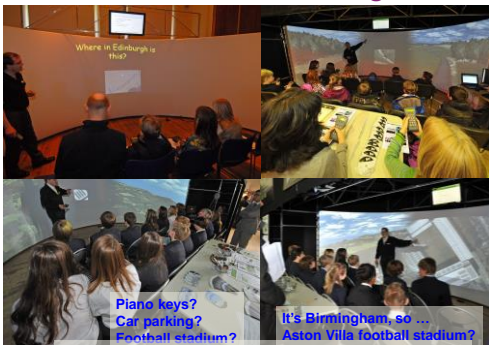 Where in Edinburgh is
this?
Piano keys?
Car parking?
Football stadium?
It's Birmingham, so ...
Aston Villa football stadium?